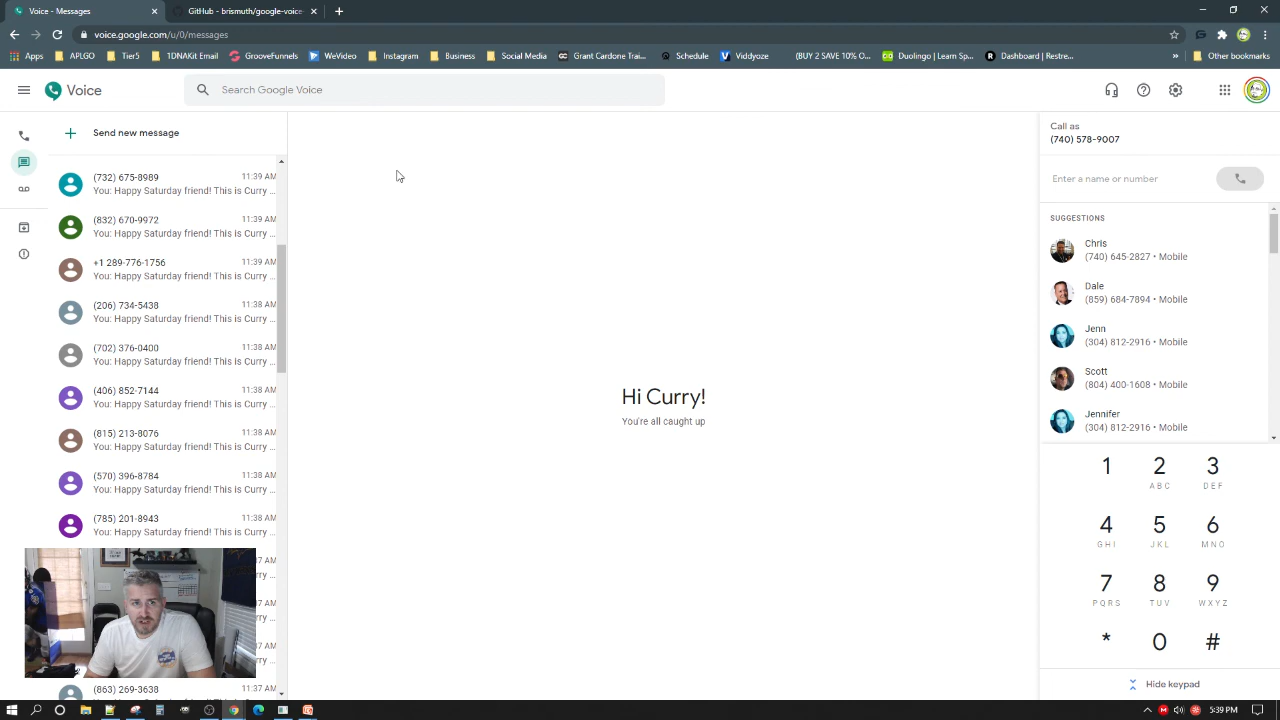 Voice - Messages
GitHub - brismuth/google-voice-
voice.google.com/u/0/messages
Apps
APLGO
Tier5
1TDNAKit Email
GrooveFunnels
WeVideo
Instagram
Business
Social Media
Grant Cardone Trai...
Schedule
Viddyoze
(BUY 2 SAVE 10% O...
Duolingo | Learn Sp...
Dashboard | Restre...
»
Other bookmarks
Voice
Search Google Voice
Send new message
(732) 675-8989 11:39 AM
You: Happy Saturday friend! This is Curry ...
(832) 670-9972 11:39 AM
You: Happy Saturday friend! This is Curry ...
+1 289-776-1756 11:39 AM
You: Happy Saturday friend! This is Curry ...
(206) 734-5438 11:38 AM
You: Happy Saturday friend! This is Curry ...
(702) 376-0400 11:38 AM
You: Happy Saturday friend! This is Curry ...
(406) 852-7144 11:38 AM
You: Happy Saturday friend! This is Curry ...
(815) 213-8076 11:38 AM
You: Happy Saturday friend! This is Curry ...
(570) 396-8784 11:38 AM
You: Happy Saturday friend! This is Curry ...
(785) 201-8943 11:38 AM
You: Happy Saturday friend! This is Curry ...
(863) 269-3638 11:37 AM
Hi Curry!
You're all caught up
Call as
(740) 578-9007
Enter a name or number
SUGGESTIONS
Chris
(740) 645-2827 • Mobile
Dale
(859) 684-7894 • Mobile
Jenn
(304) 812-2916 • Mobile
Scott
(804) 400-1608 • Mobile
Jennifer
(304) 812-2916 • Mobile
1 2 3
ABC DEF
4 5 6
GHI JKL MNO
7 8 9
PQRS TUV WXYZ
* 0 #
Hide keypad
5:39 PM